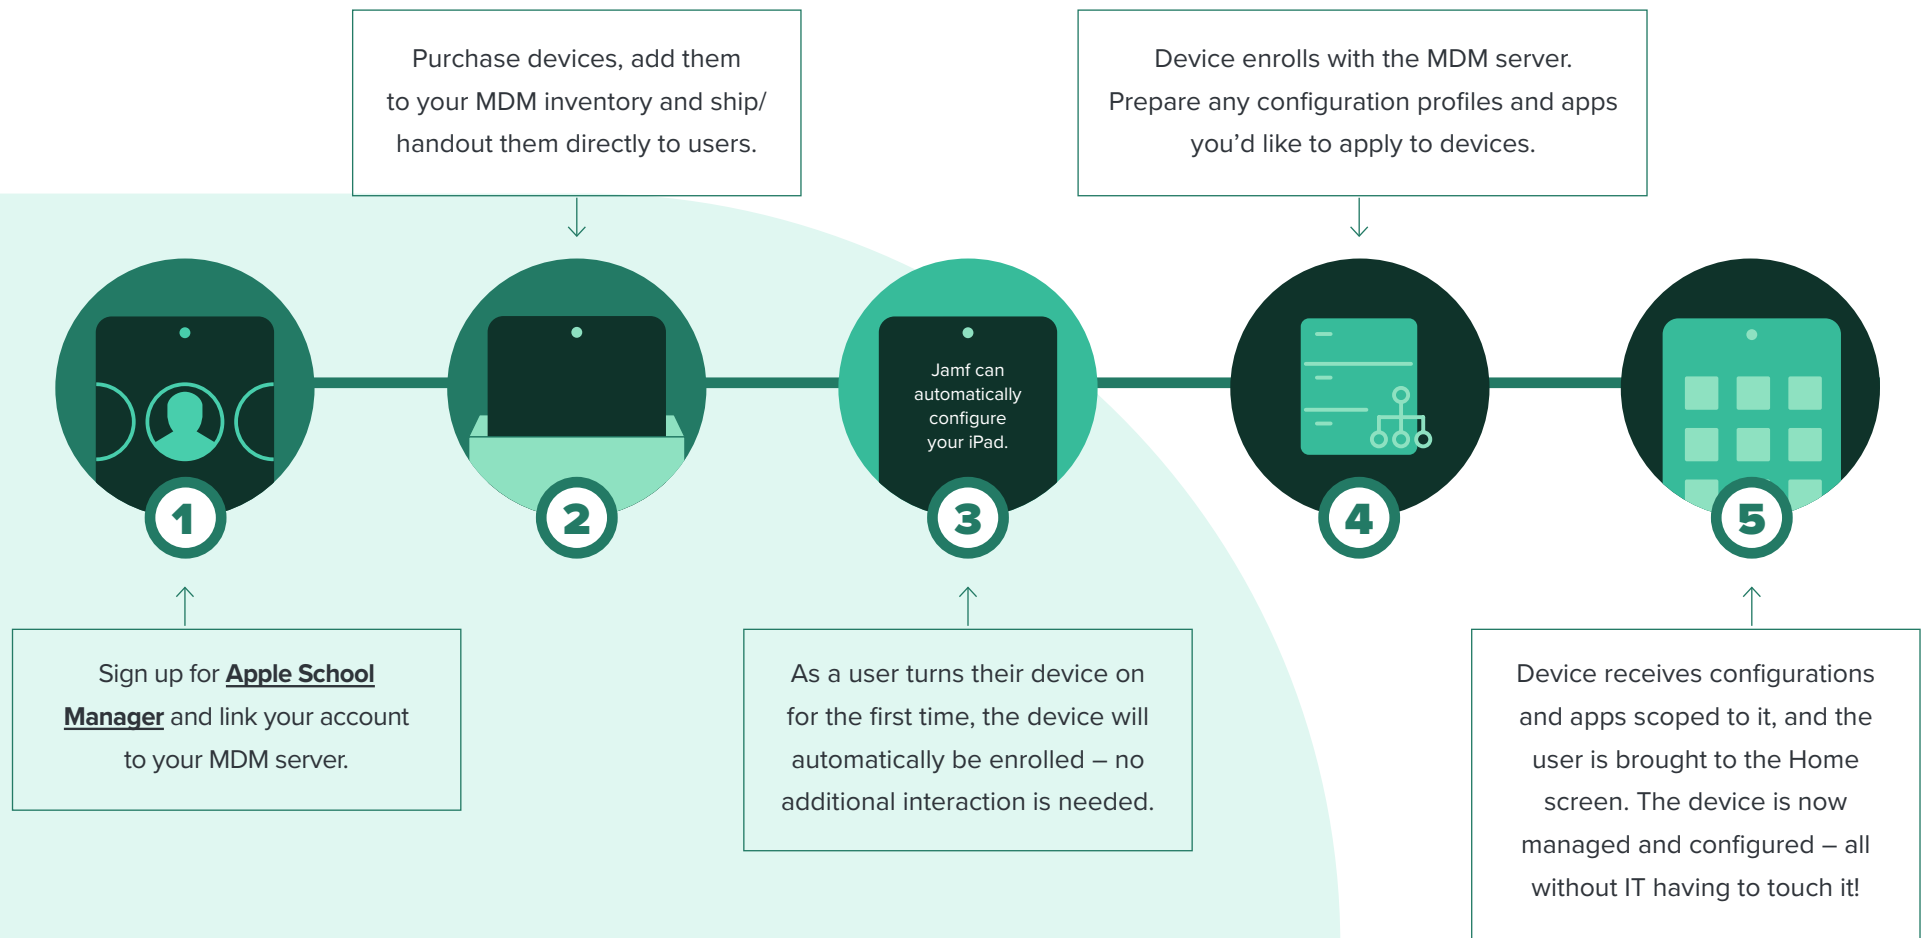 Purchase devices, add them
to your MDM inventory and ship/
handout them directly to users.
Device enrolls with the MDM server.
Prepare any configuration profiles and apps
you’d like to apply to devices.
Jamf can
automatically
configure
your iPad.
1
2
3
4
5
Sign up for Apple School
Manager and link your account
to your MDM server.
As a user turns their device on
for the first time, the device will
automatically be enrolled – no
additional interaction is needed.
Device receives configurations
and apps scoped to it, and the
user is brought to the Home
screen. The device is now
managed and configured – all
without IT having to touch it!